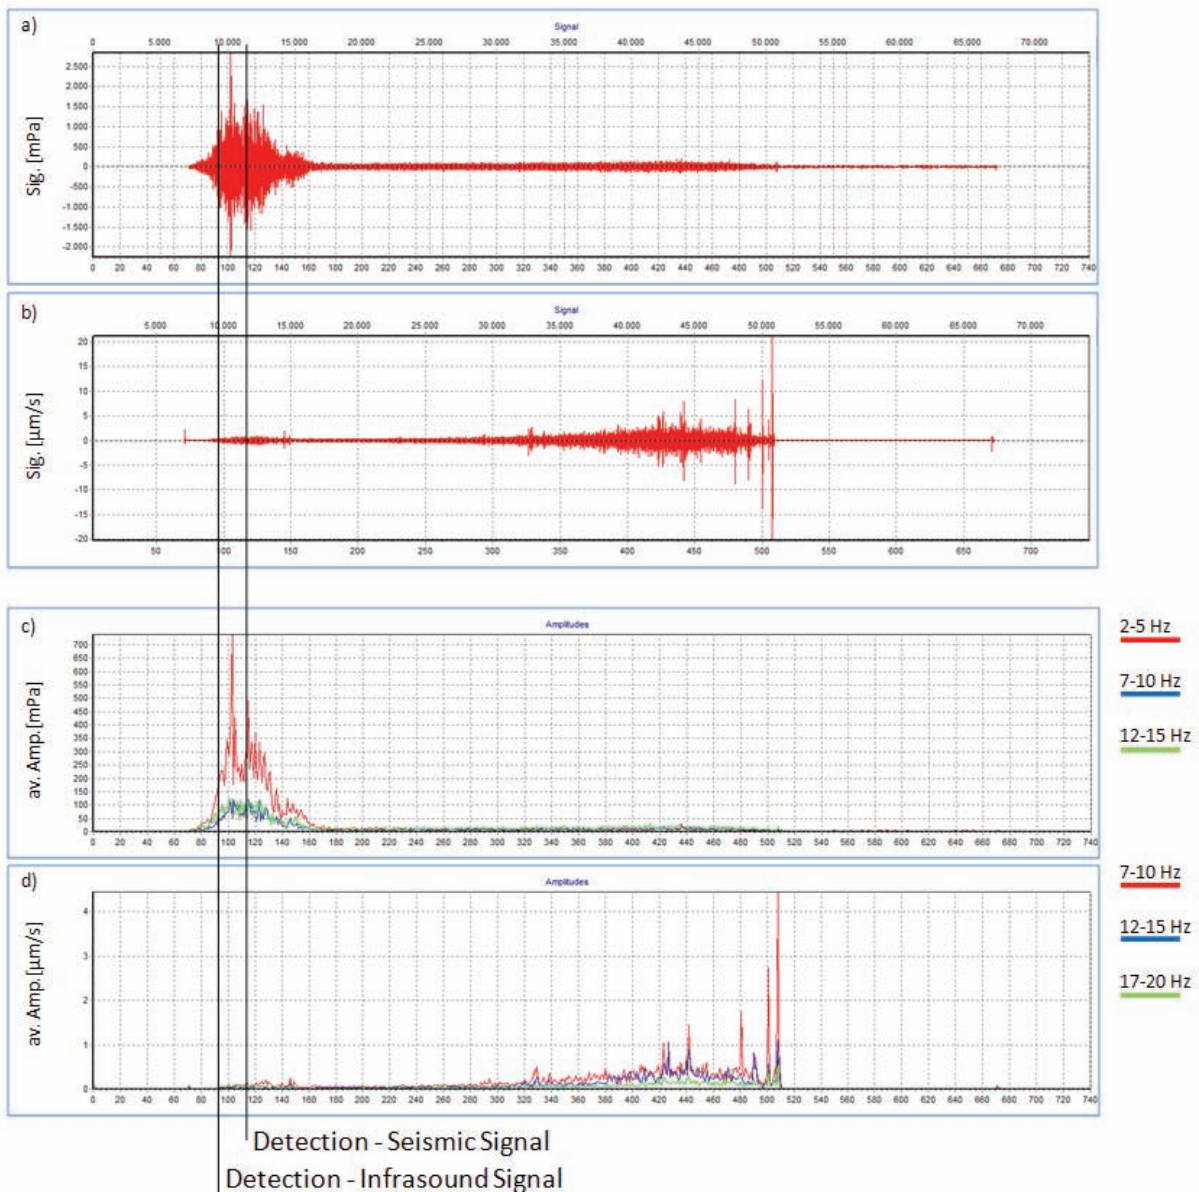 a)
Signal
0 5.000 10.000 15.000 20.000 25.000 30.000 35.000 40.000 45.000 50.000 55.000 60.000 65.000 70.000
Sig. [mPa]
2.500
2.000
1.500
1.000
500
0
-500
-1.000
-1.500
-2.000
0 20 40 60 80 100 120 140 160 180 200 220 240 260 280 300 320 340 360 380 400 420 440 460 480 500 520 540 560 580 600 620 640 660 680 700 720 740
b)
Signal
5.000 10.000 15.000 20.000 25.000 30.000 35.000 40.000 45.000 50.000 55.000 60.000 65.000 70.000
Sig. [µm/s]
20
15
10
5
0
-5
-10
-15
-20
50 100 150 200 250 300 350 400 450 500 550 600 650 700
c)
Amplitudes
av. Amp.[mPa]
700
650
600
550
500
450
400
350
300
250
200
150
100
50
0
0 20 40 60 80 100 120 140 160 180 200 220 240 260 280 300 320 340 360 380 400 420 440 460 480 500 520 540 560 580 600 620 640 660 680 700 720 740
2-5 Hz
7-10 Hz
12-15 Hz
d)
Amplitudes
av. Amp.[µm/s]
4
3
2
1
0
0 20 40 60 80 100 120 140 160 180 200 220 240 260 280 300 320 340 360 380 400 420 440 460 480 500 520 540 560 580 600 620 640 660 680 700 720 740
7-10 Hz
12-15 Hz
17-20 Hz
Detection - Seismic Signal
Detection - Infrasound Signal